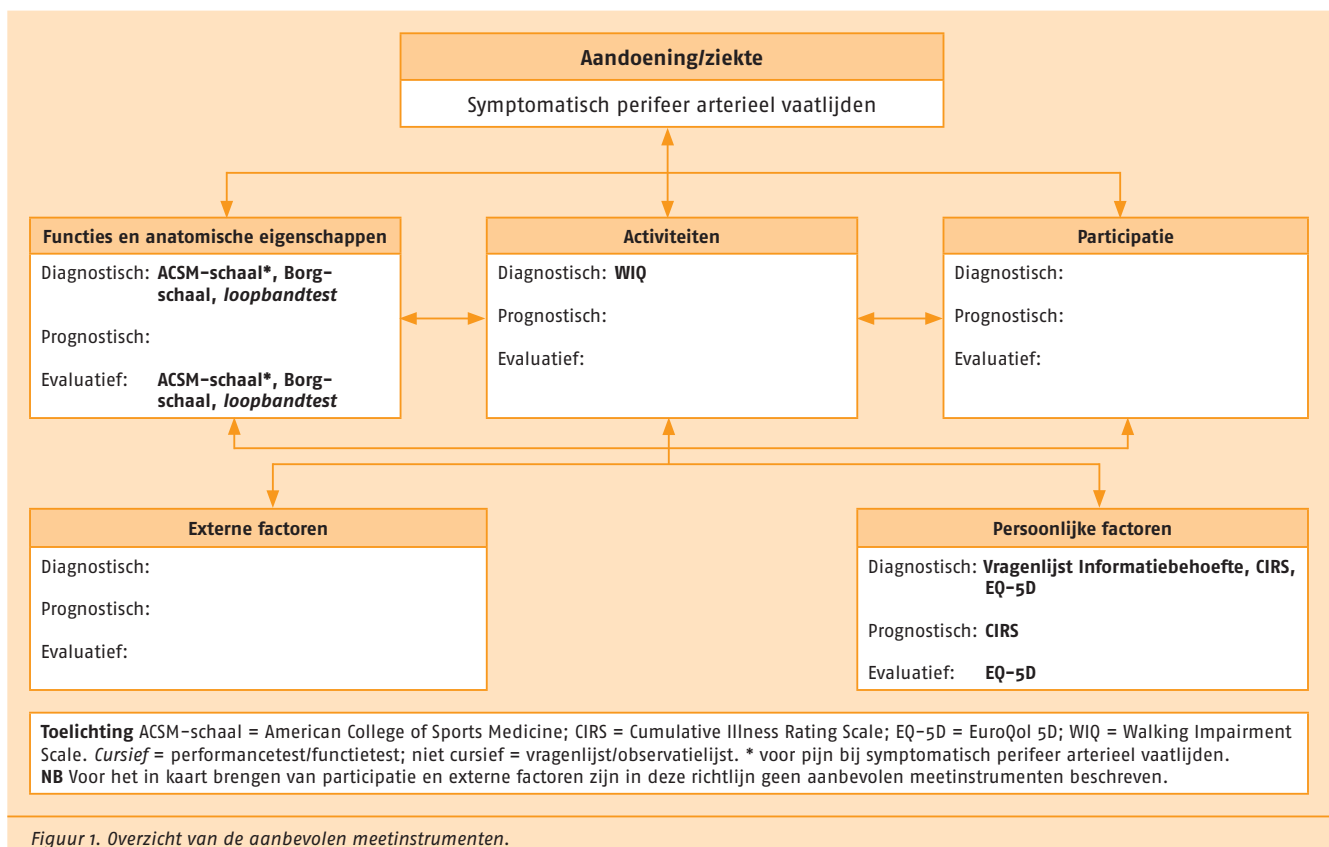 Aandoening/ziekte
Symptomatisch perifeer arterieel vaatlijden
Functies en anatomische eigenschappen
Diagnostisch: ACSM-schaal*, Borg-
schaal, loopbandtest
Prognostisch:
Evaluatief: ACSM-schaal*, Borg-
schaal, loopbandtest
Activiteiten
Diagnostisch: WIQ
Prognostisch:
Evaluatief:
Participatie
Diagnostisch:
Prognostisch:
Evaluatief:
Externe factoren
Diagnostisch:
Prognostisch:
Evaluatief:
Persoonlijke factoren
Diagnostisch: Vragenlijst Informatiebehoefte, CIRS,
EQ-5D
Prognostisch: CIRS
Evaluatief: EQ-5D
Toelichting ACSM-schaal = American College of Sports Medicine; CIRS = Cumulative Illness Rating Scale; EQ-5D = EuroQol 5D; WIQ = Walking Impairment
Scale. Cursief = performancetest/functietest; niet cursief = vragenlijst/observatielijst. * voor pijn bij symptomatisch perifeer arterieel vaatlijden.
NB Voor het in kaart brengen van participatie en externe factoren zijn in deze richtlijn geen aanbevolen meetinstrumenten beschreven.
Figuur 1. Overzicht van de aanbevolen meetinstrumenten.